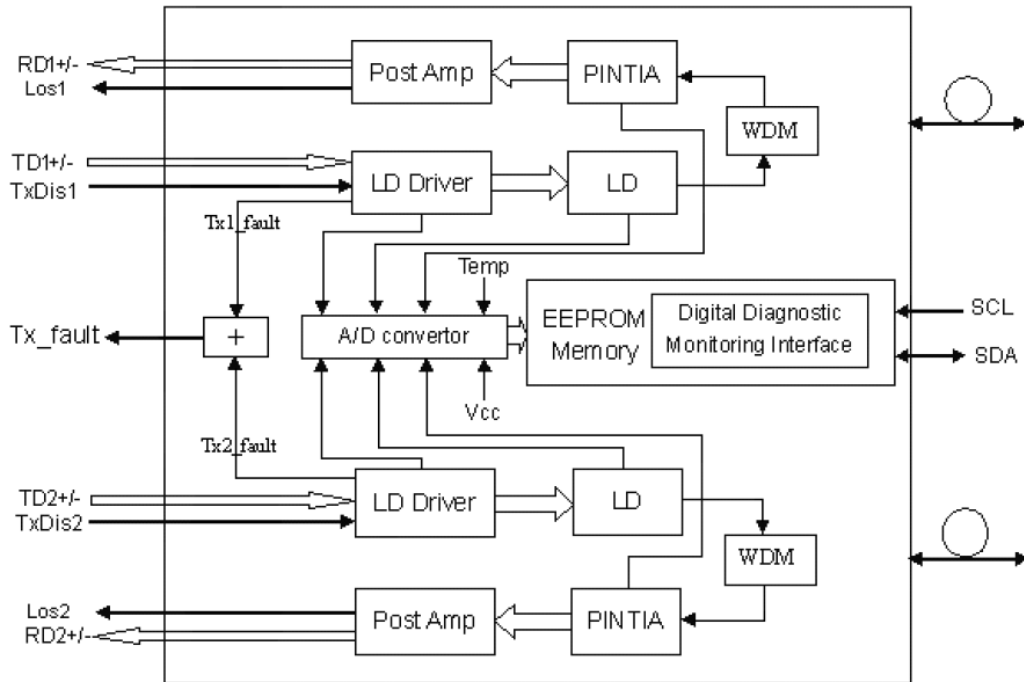 RD1+/-
Los1
Post Amp
PINTIA
WDM
TD1+/-
TxDis1
LD Driver
LD
Tx1_fault
Temp
Tx_fault
+
A/D convertor
EEPROM
Memory
Digital Diagnostic
Monitoring Interface
SCL
SDA
Vcc
Tx2_fault
TD2+/-
TxDis2
LD Driver
LD
WDM
Los2
RD2+/-
Post Amp
PINTIA